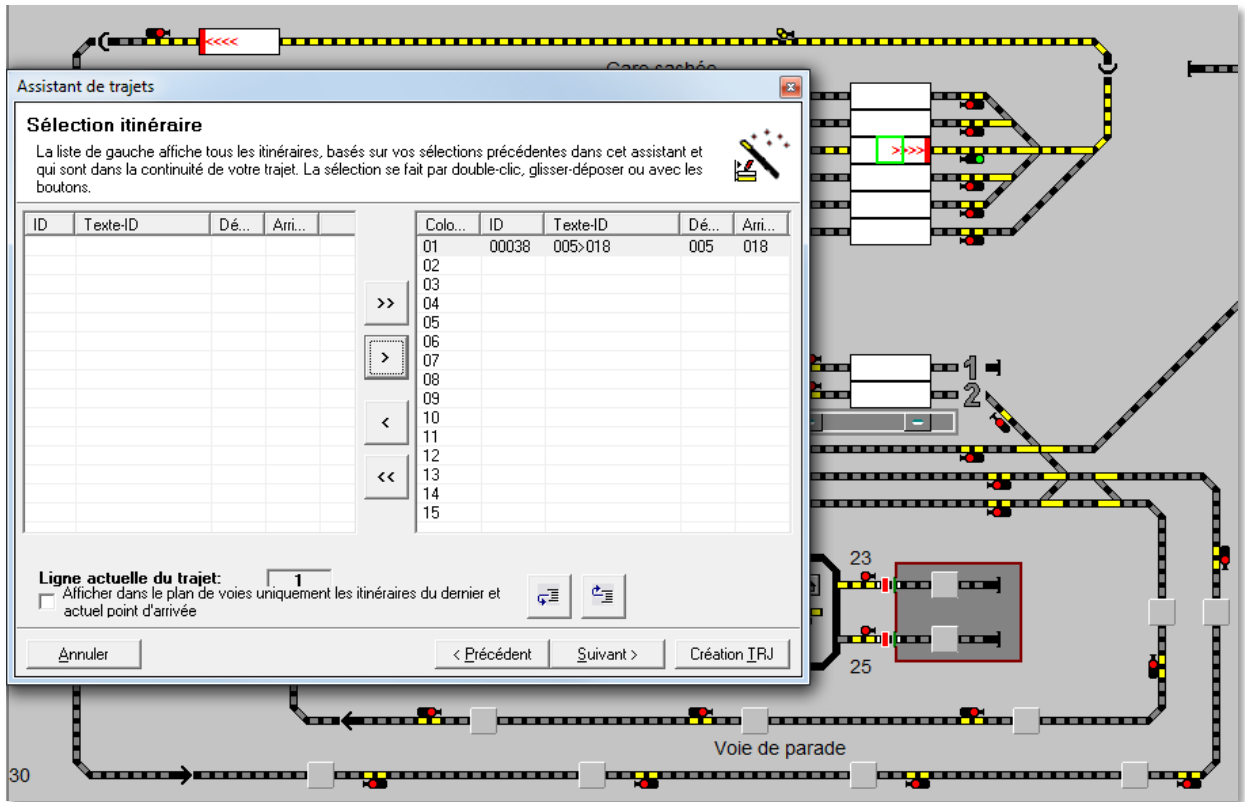 <<<<
Gare cachée
Assistant de trajets
Sélection itinéraire
La liste de gauche affiche tous les itinéraires, basés sur vos sélections précédentes dans cet assistant et
qui sont dans la continuité de votre trajet. La sélection se fait par double-clic, glisser-déposer ou avec les
boutons.
>>>>
ID Texte-ID Dé... Arri...
Colo... ID Texte-ID Dé... Arri...
01 00038 005>018 005 018
02
03
04
05
06
07
08
09
10
11
12
13
14
15
>>
>
<
<<
1
2
Ligne actuelle du trajet: 1
Afficher dans le plan de voies uniquement les itinéraires du dernier et
actuel point d'arrivée
Annuler
< Précédent
Suivant >
Création TRJ
23
25
Voie de parade
30